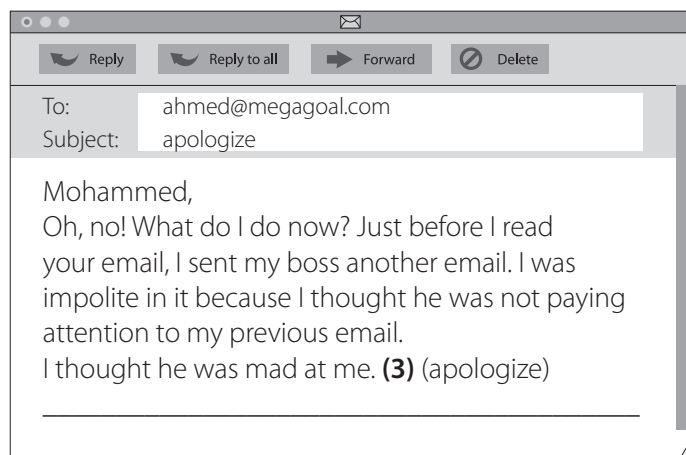 Reply Reply to all Forward Delete
To: ahmed@megagoal.com
Subject: apologize
Mohammed,
Oh, no! What do I do now? Just before I read
your email, I sent my boss another email. I was
impolite in it because I thought he was not paying
attention to my previous email.
I thought he was mad at me. (3) (apologize)